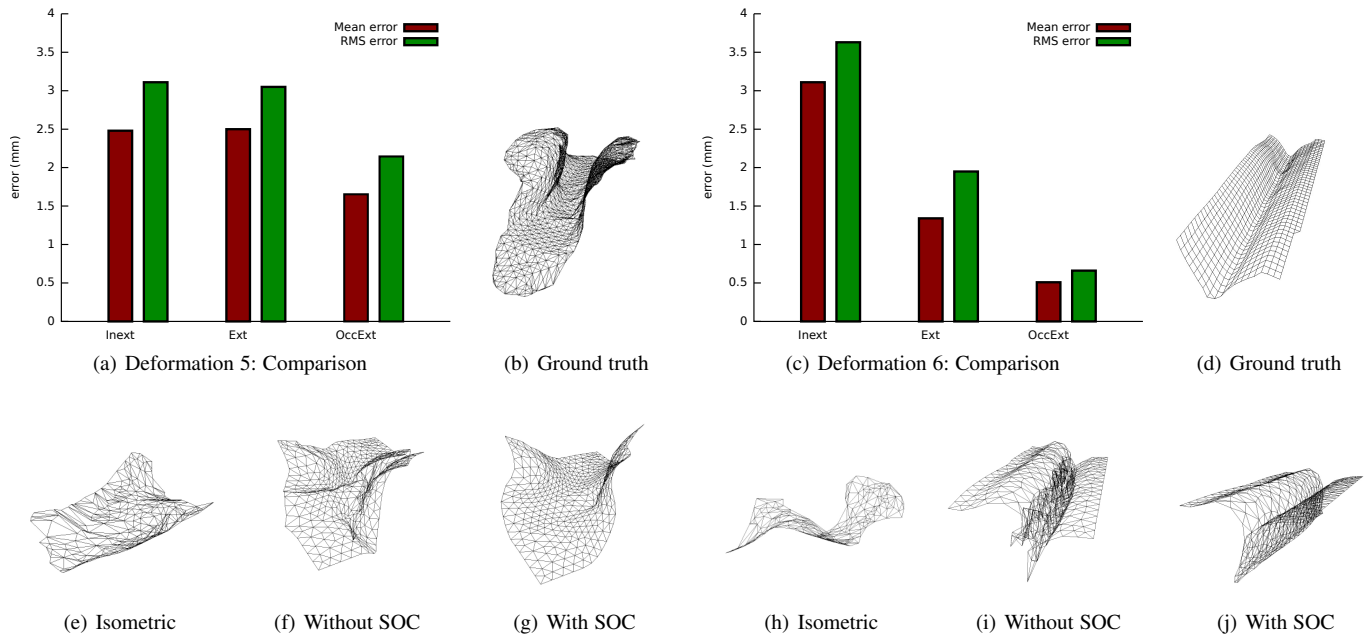 4
3.5
3
2.5
2
1.5
1
0.5
0
error (mm)
Mean error
RMS error
Inext Ext OccExt
(a) Deformation 5: Comparison
(b) Ground truth
4
3.5
3
2.5
2
1.5
1
0.5
0
error (mm)
Mean error
RMS error
Inext Ext OccExt
(c) Deformation 6: Comparison
(d) Ground truth
(e) Isometric
(f) Without SOC
(g) With SOC
(h) Isometric
(i) Without SOC
(j) With SOC